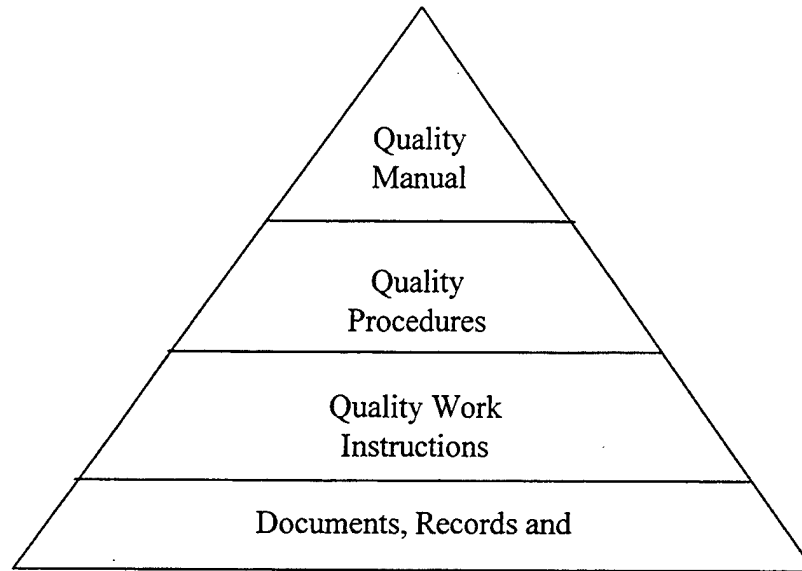 Quality
Manual
Quality
Procedures
Quality Work
Instructions
Documents, Records and